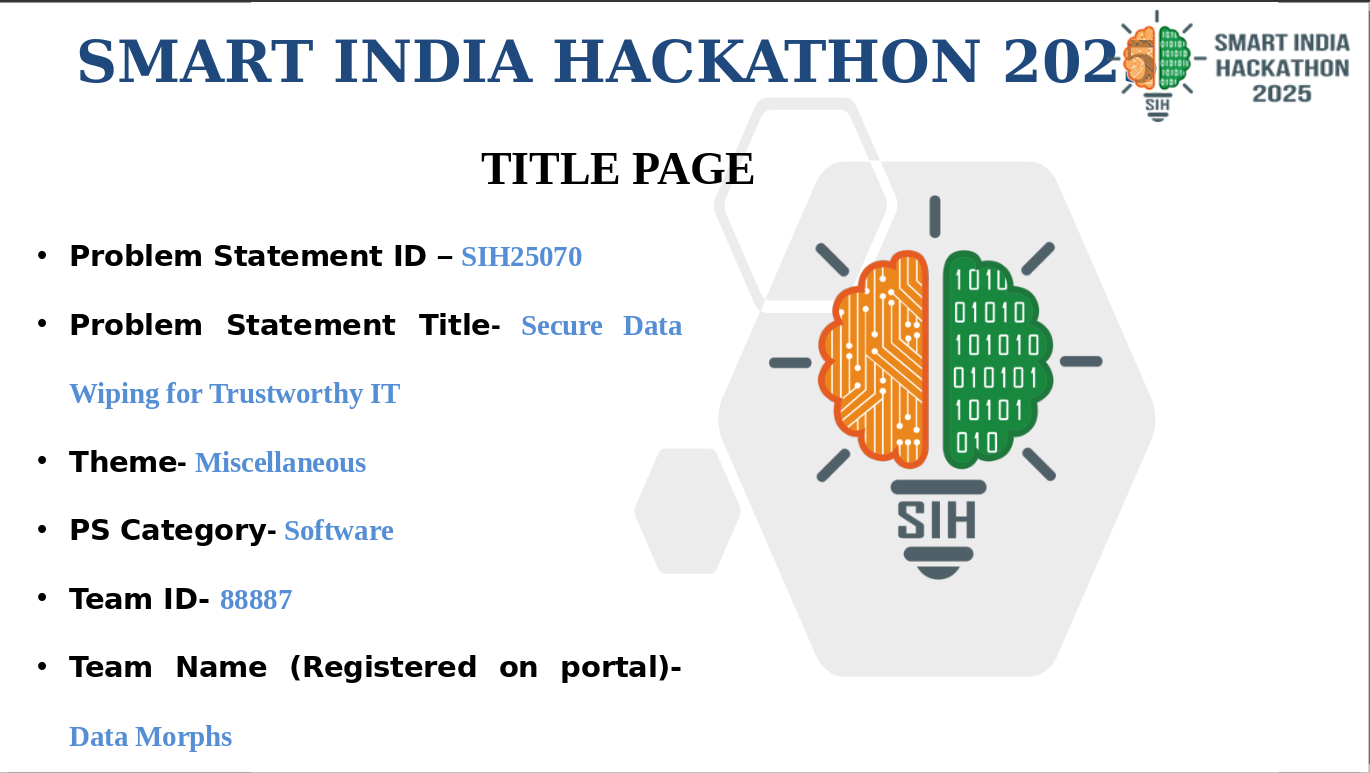 SMART INDIA HACKATHON 2025
SMART INDIA
HACKATHON
2025
SIH
TITLE PAGE
• Problem Statement ID – SIH25070
• Problem Statement Title- Secure Data
Wiping for Trustworthy IT
• Theme- Miscellaneous
• PS Category- Software
• Team ID- 88887
• Team Name (Registered on portal)-
Data Morphs
1010
01010
101010
010101
10101
010
SIH